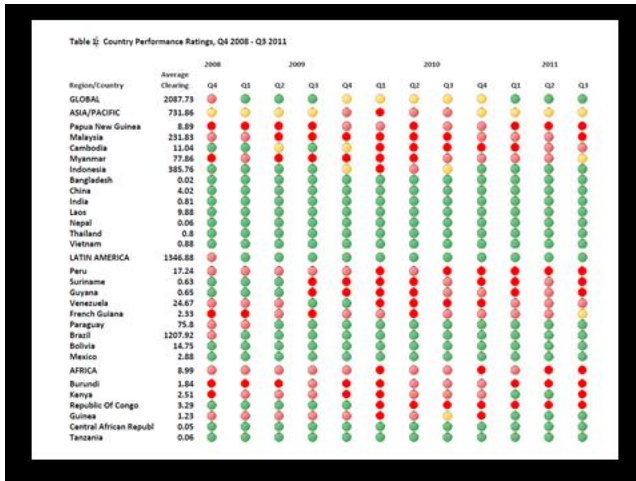 Table 1: Country Performance Ratings, Q4 2008 - Q3 2011
2008 2009 2010 2011
Average
Region/Country Clearing Q4 Q1 Q2 Q3 Q4 Q1 Q2 Q3 Q4 Q1 Q2 Q3
GLOBAL 2087.73
ASIA/PACIFIC 731.86
Papua New Guinea 8.89
Malaysia 231.83
Cambodia 11.04
Myanmar 77.86
Indonesia 385.76
Bangladesh 0.02
China 4.02
India 0.81
Laos 9.88
Nepal 0.06
Thailand 0.8
Vietnam 0.88
LATIN AMERICA 1346.88
Peru 17.24
Suriname 0.63
Guyana 0.65
Venezuela 24.67
French Guiana 2.33
Paraguay 75.8
Brazil 1207.92
Bolivia 14.75
Mexico 2.88
AFRICA 8.99
Burundi 1.84
Kenya 2.51
Republic Of Congo 3.29
Guinea 1.23
Central African Republ 0.05
Tanzania 0.06